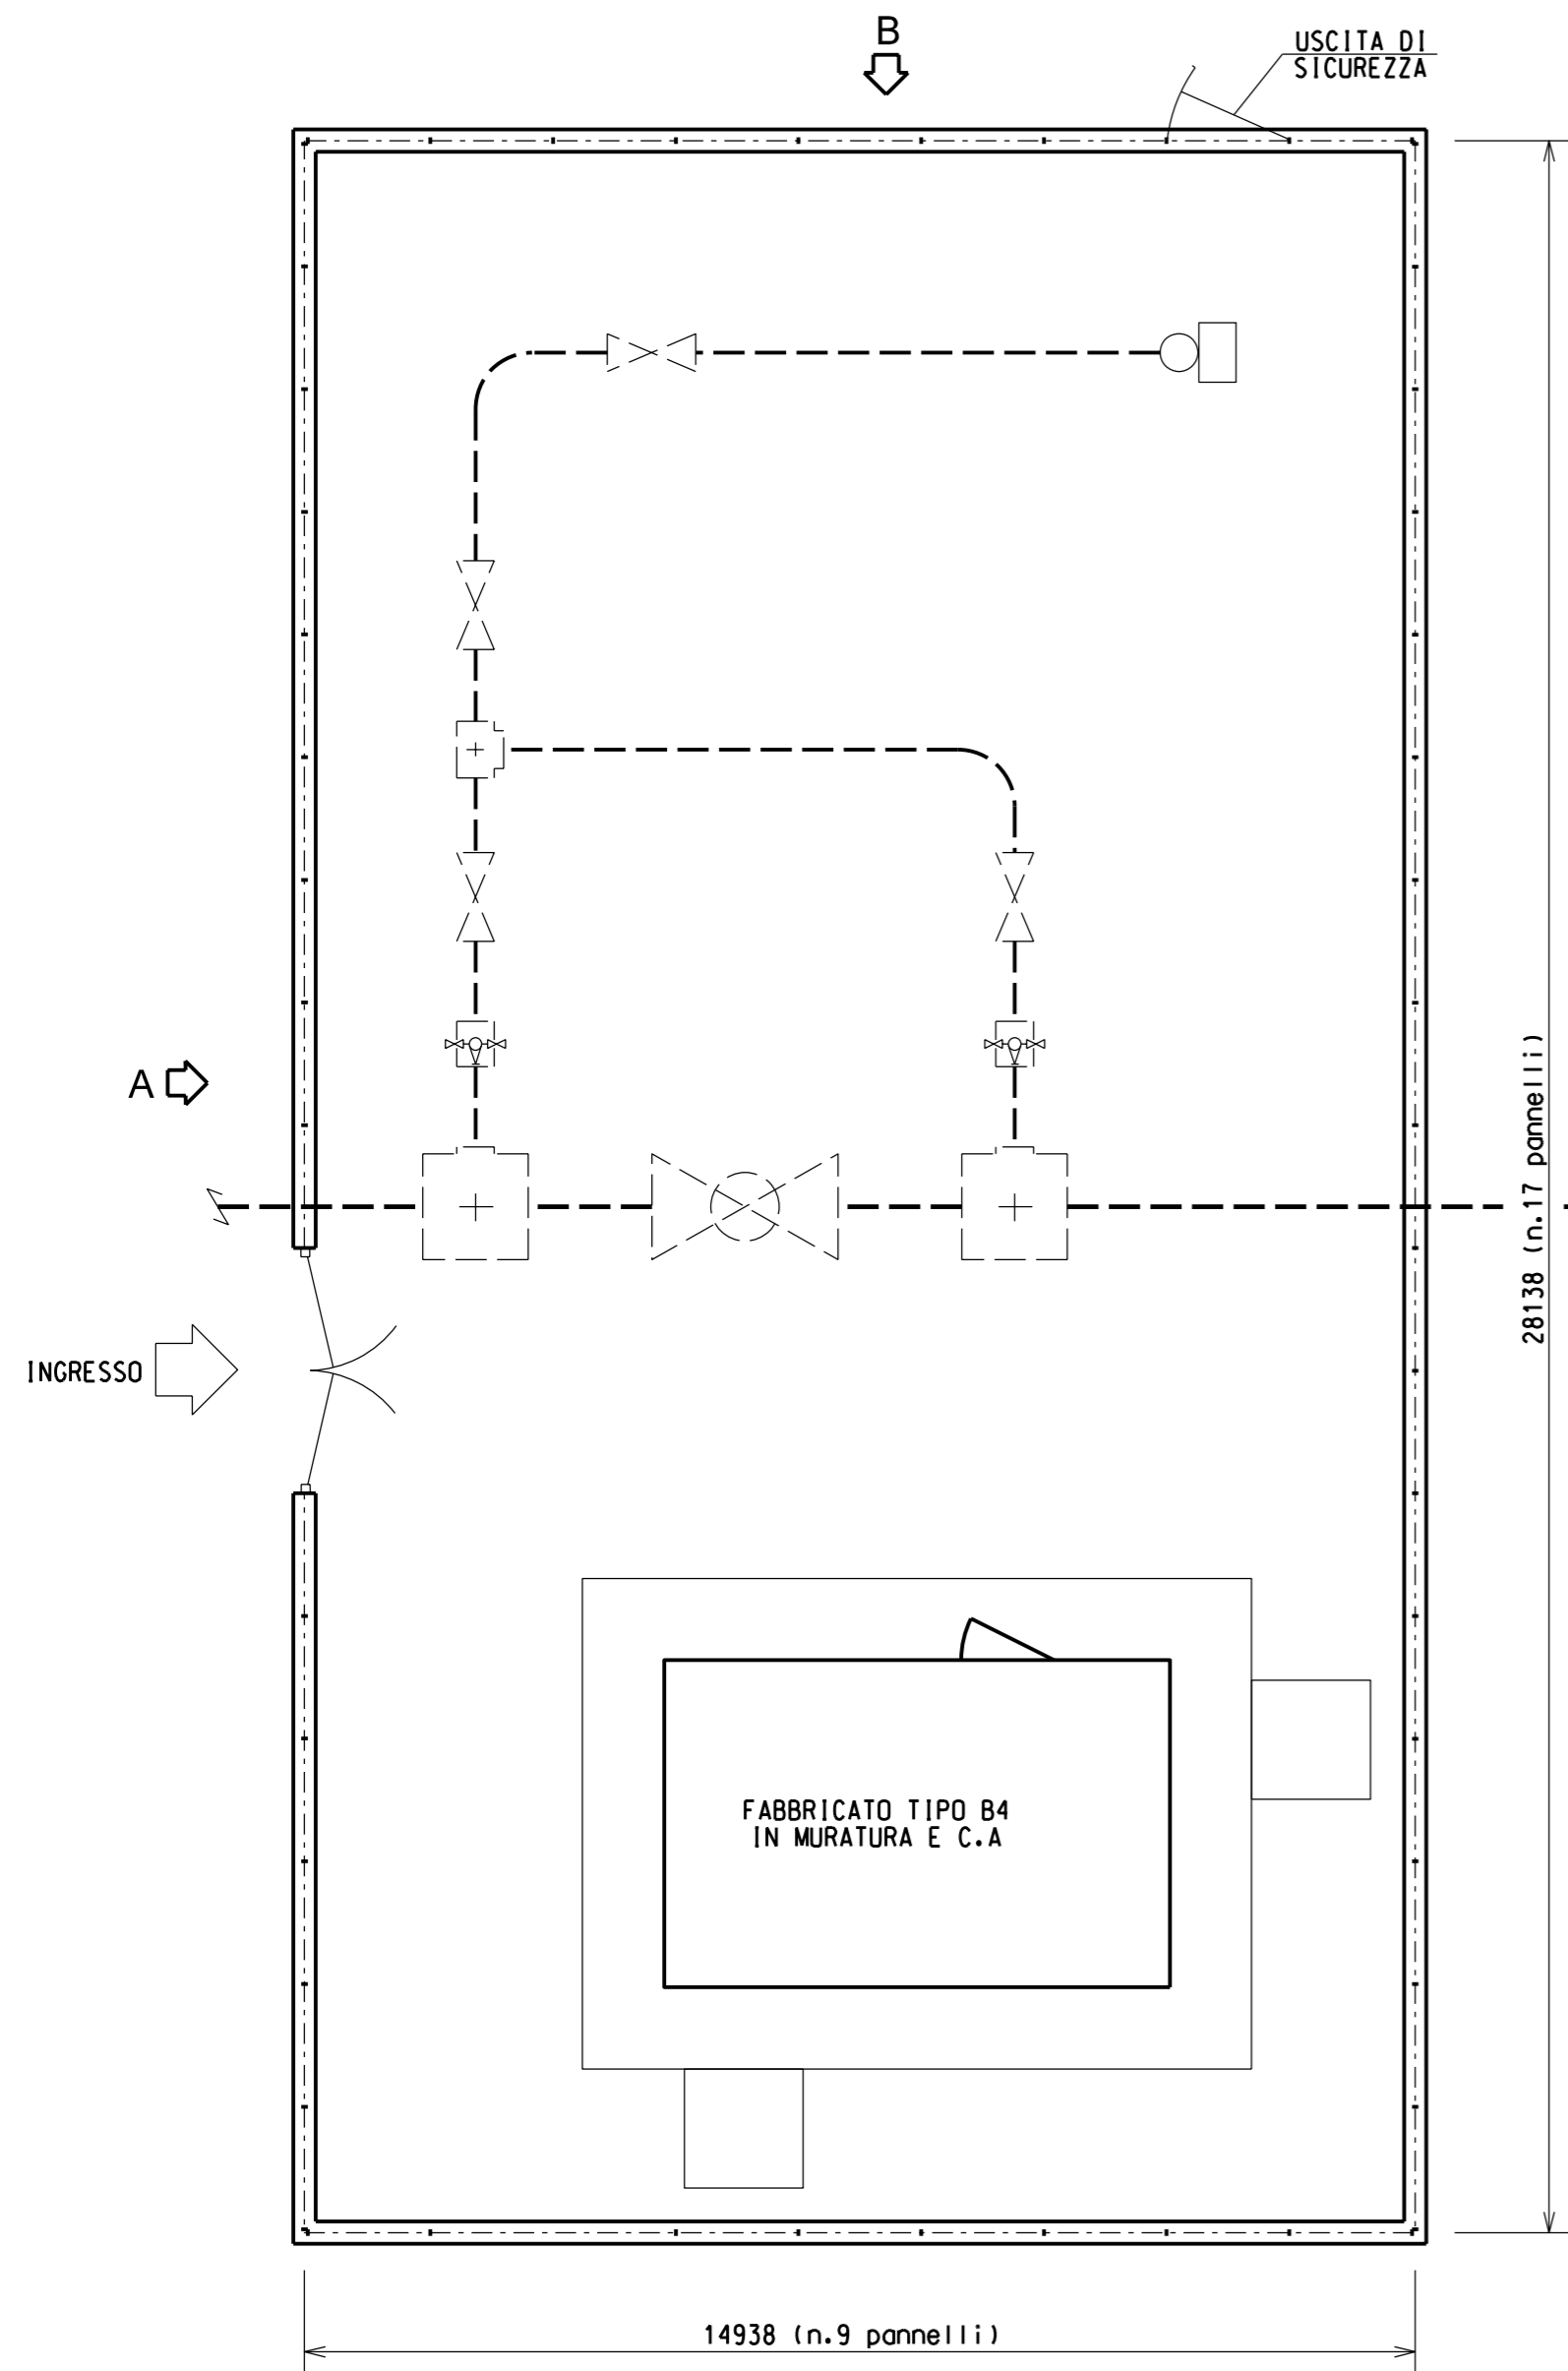 B
USCITA DI
SICUREZZA
A
28138 (n.17 pannelli)
INGRESSO
FABBRICATO TIPO B4
IN MURATURA E C.A
14938 (n.9 pannelli)